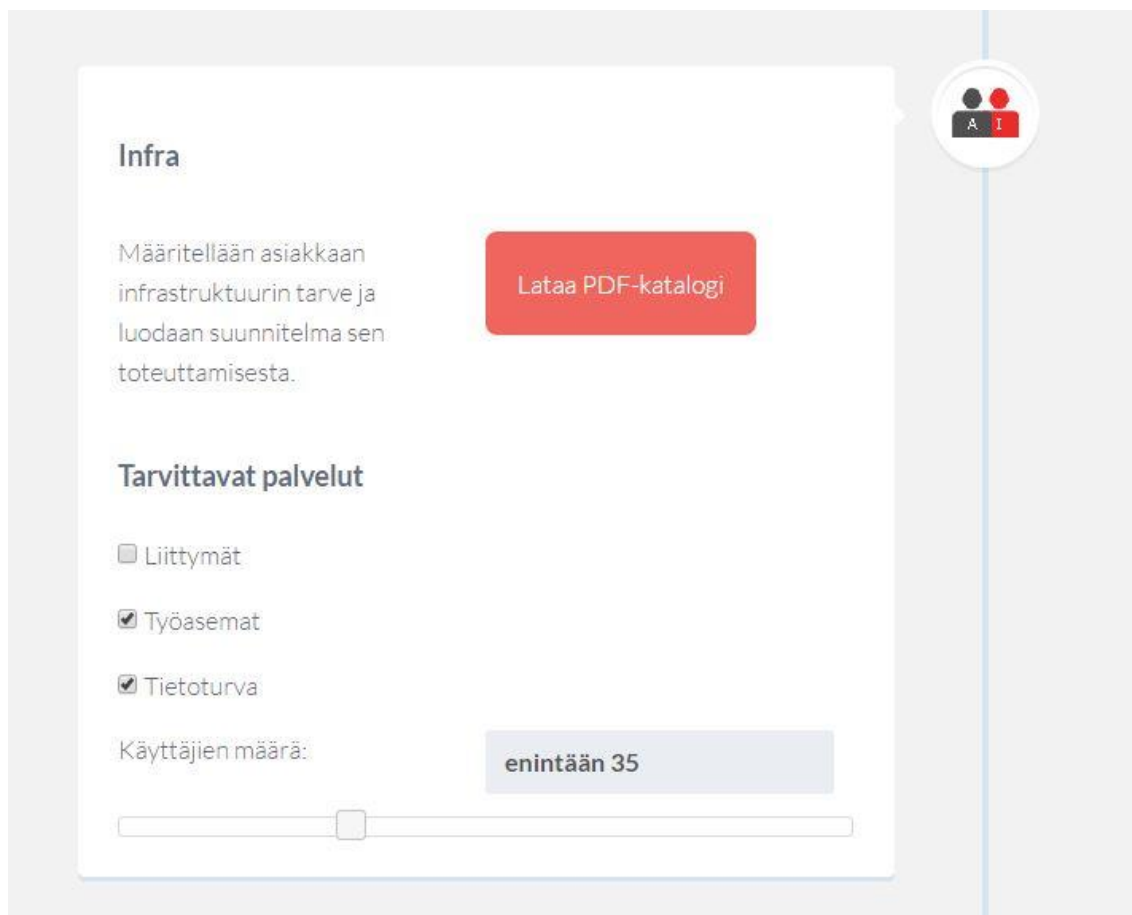 A I
Infra
Määritellään asiakkaan
infrastruktuurin tarve ja
luodaan suunnitelma sen
toteuttamisesta.
Lataa PDF-katalogi
Tarvittavat palvelut
Liittymät
Työasemat
Tietoturva
Käyttäjien määrä:
enintään 35